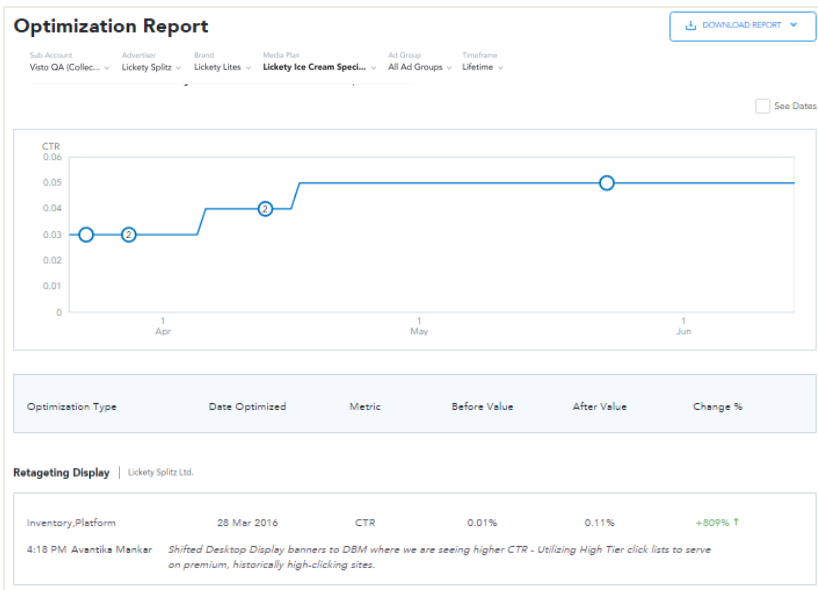 Optimization Report
DOWNLOAD REPORT
Sub-Account Advertiser Brand Media Plan Ad Group Timeframe
Visto QA (Collec... Lickety Splitz Lickety Lites Lickety Ice Cream Speci... All Ad Groups Lifetime
See Dates
CTR
0.06
0.05
0.04
0.03
0.02
0.01
0
2
2
1 1 1
Apr May Jun
Optimization Type Date Optimized Metric Before Value After Value Change %
Retageting Display | Lickety Splitz Ltd.
Inventory,Platform 28 Mar 2016 CTR 0.01% 0.11% +809% ↑
4:18 PM Avantika Mankar Shifted Desktop Display banners to DBM where we are seeing higher CTR - Utilizing High Tier click lists to serve
on premium, historically high-clicking sites.